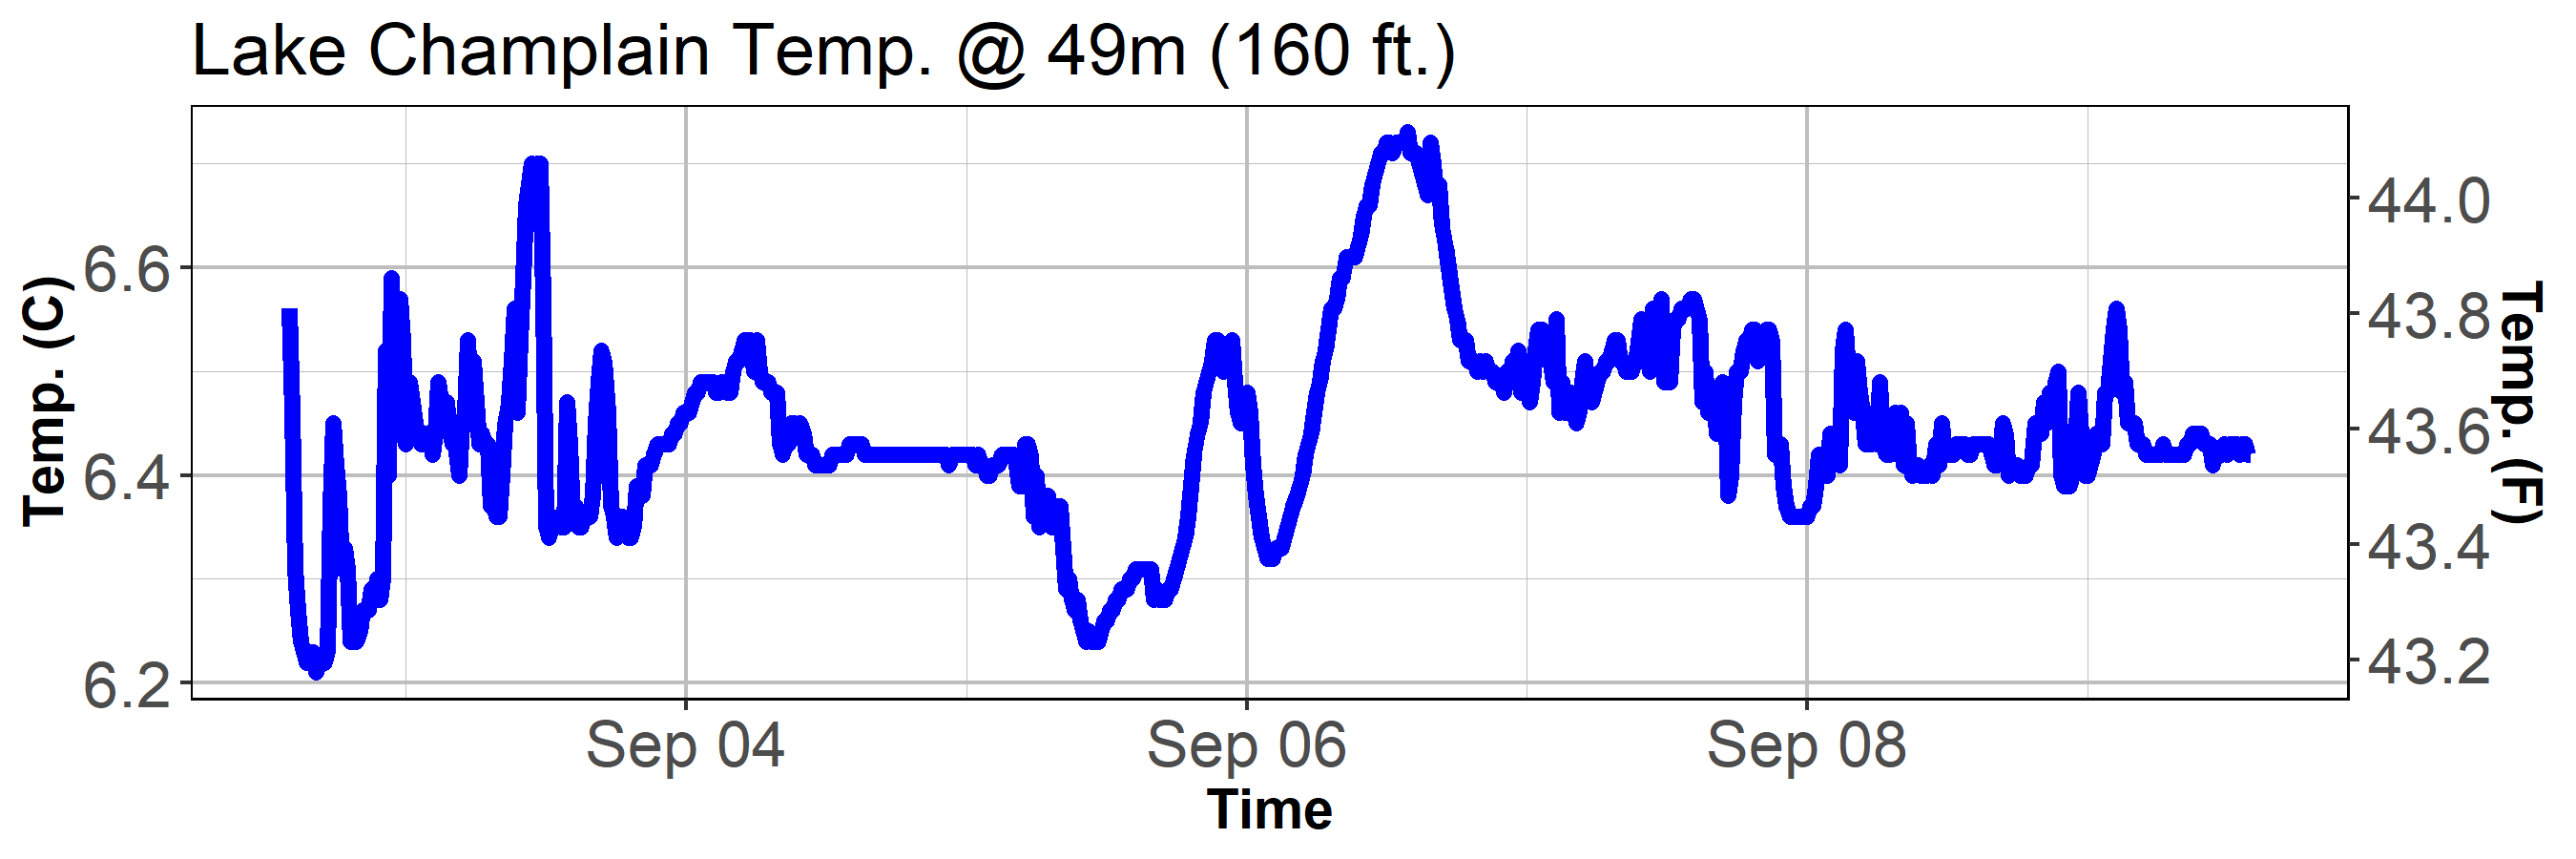 Lake Champlain Temp. @ 49m (160 ft.)
Temp. (C)
6.6
6.4
6.2
44.0
43.8
43.6
43.4
43.2
Temp. (F)
Sep 04 Sep 06 Sep 08
Time